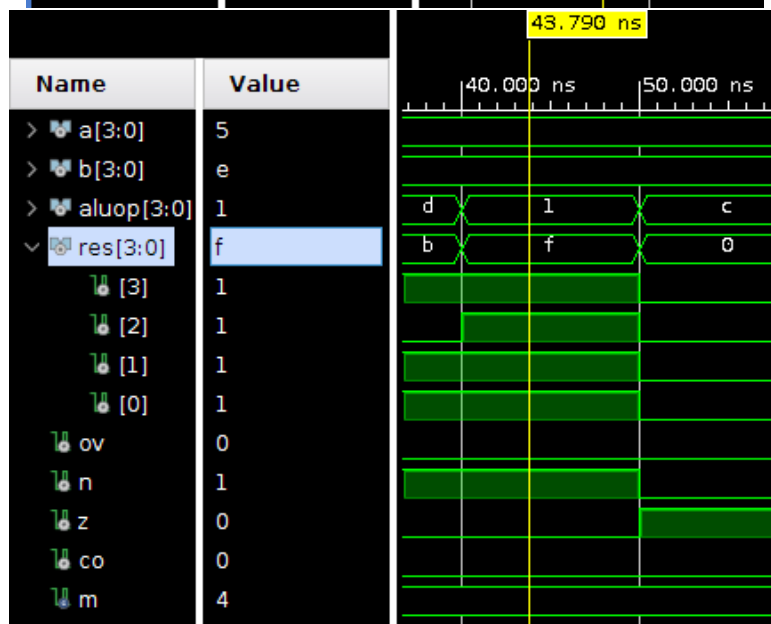 43.790 ns
Name Value 40.000 ns 50.000 ns
a[3:0] 5
b[3:0] e
aluop[3:0] 1 d 1 c
res[3:0] f b f 0
[3] 1
[2] 1
[1] 1
[0] 1
ov 0
n 1
z 0
co 0
m 4